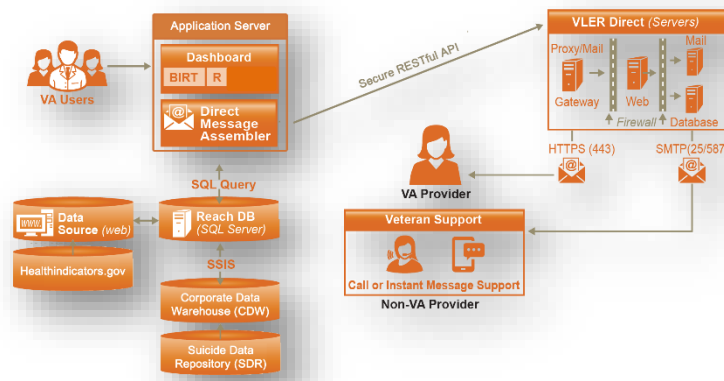 Application Server
Dashboard
BIRT R
Direct
Message
Assembler
VA Users
SQL Query
Data
Source (web)
WWW
Reach DB
(SQL Server)
Healthindicators.gov
SSIS
Corporate Data
Warehouse (CDW)
Suicide Data
Repository (SDR)
Secure RESTful API
VLER Direct (Servers)
Proxy/Mail
Mail
Gateway
Web
Firewall
Database
HTTPS (443)
SMTP(25/587
VA Provider
Veteran Support
Call or Instant Message Support
Non-VA Provider